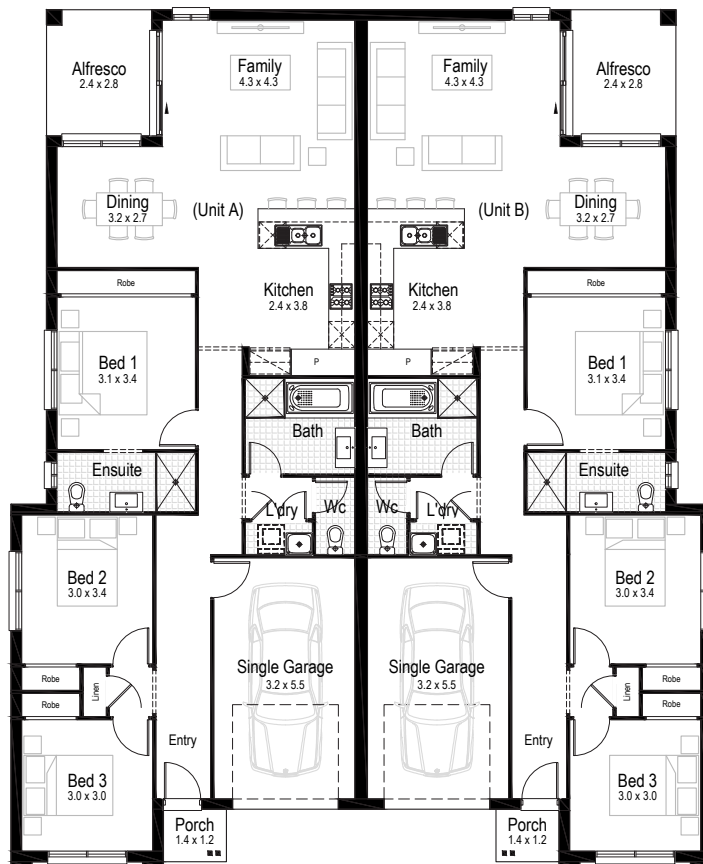 Alfresco
2.4 x 2.8
Family
4.3 x 4.3
Family
4.3 x 4.3
Alfresco
2.4 x 2.8
Dining
3.2 x 2.7
(Unit A)
(Unit B)
Dining
3.2 x 2.7
Robe
Kitchen
2.4 x 3.8
Kitchen
2.4 x 3.8
Robe
Bed 1
3.1 x 3.4
P
P
Bed 1
3.1 x 3.4
Bath
Bath
Ensuite
Ensuite
L'dry
Wc
Wc
L'dry
Bed 2
3.0 x 3.4
Bed 2
3.0 x 3.4
Single Garage
3.2 x 5.5
Single Garage
3.2 x 5.5
Robe
Linen
Robe
Linen
Robe
Robe
Entry
Entry
Bed 3
3.0 x 3.0
Bed 3
3.0 x 3.0
Porch
1.4 x 1.2
Porch
1.4 x 1.2